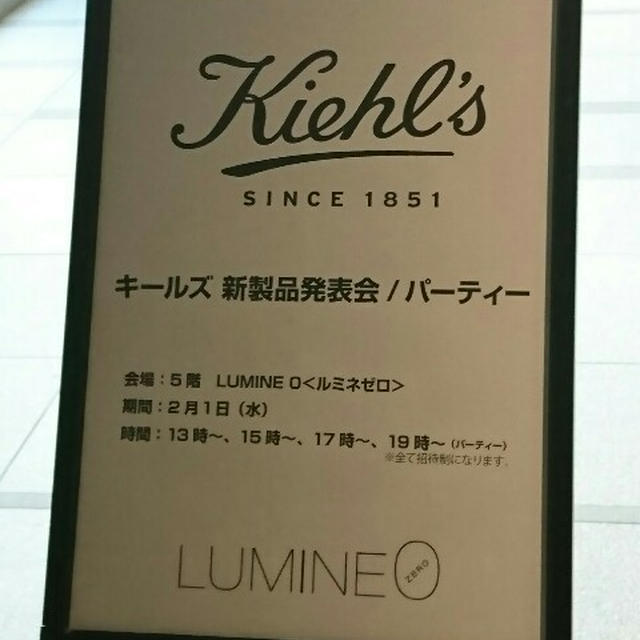 Kiehl's
SINCE 1851
キールズ 新製品発表会 / パーティー
会場：5階 LUMINE 0＜ルミネゼロ＞
期間：2月1日（水）
時間：13時〜、15時〜、17時〜、19時〜（パーティー）
※全て招待制になります。
LUMINE0
ZERO